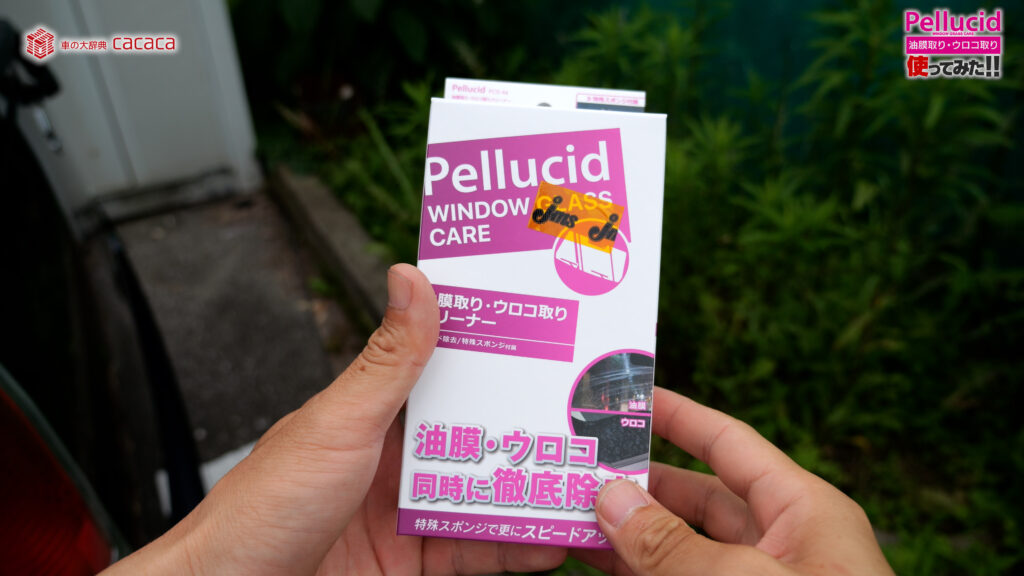 車の大辞典 cacaca
Pellucid
WINDOW GLASS CARE
油膜取り・ウロコ取り
使ってみた!!
Pellucid
Pellucid
WINDOW GLASS
CARE
jms
膜取り・ウロコ取り
リーナー
除去/特殊スポンジ付属
油膜
ウロコ
油膜・ウロコ
同時に徹底除
特殊スポンジで更にスピードアッ